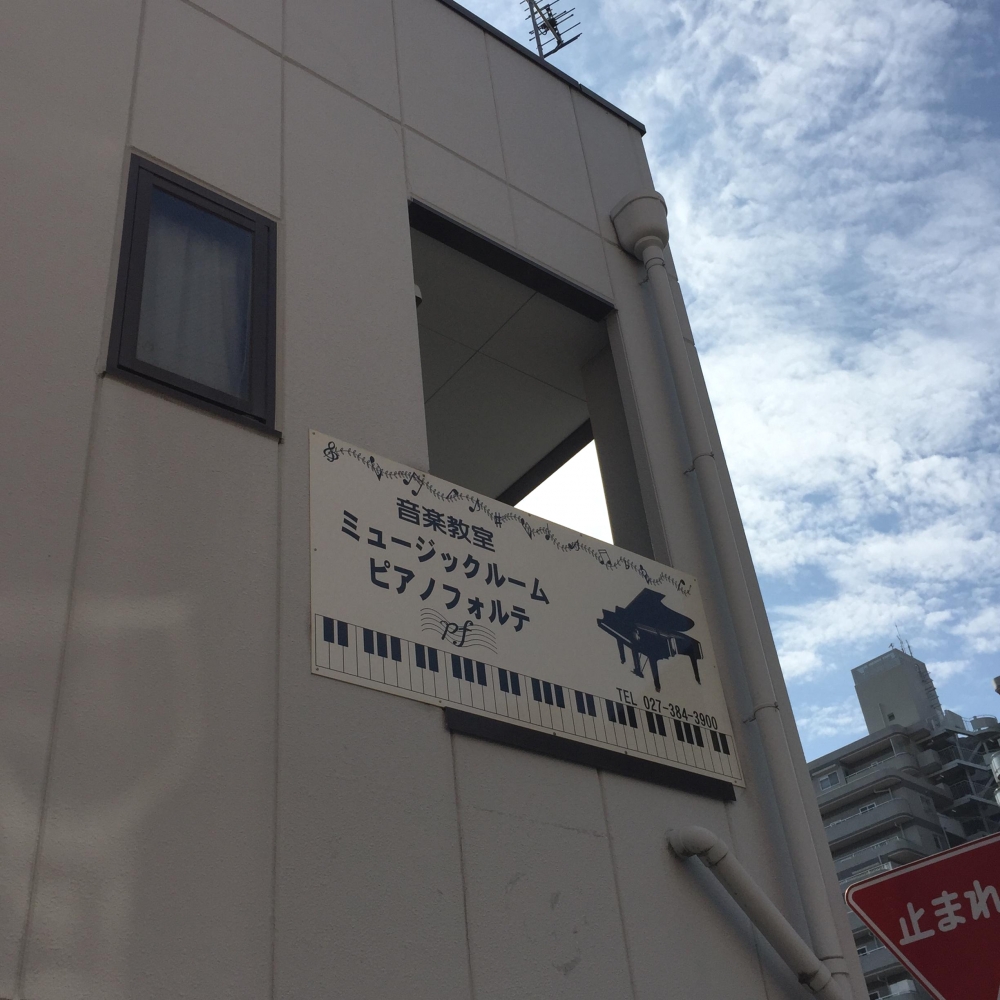 音楽教室
ミュージックルーム
ピアノフォルテ
pf
TEL 027-384-3900
止まれ